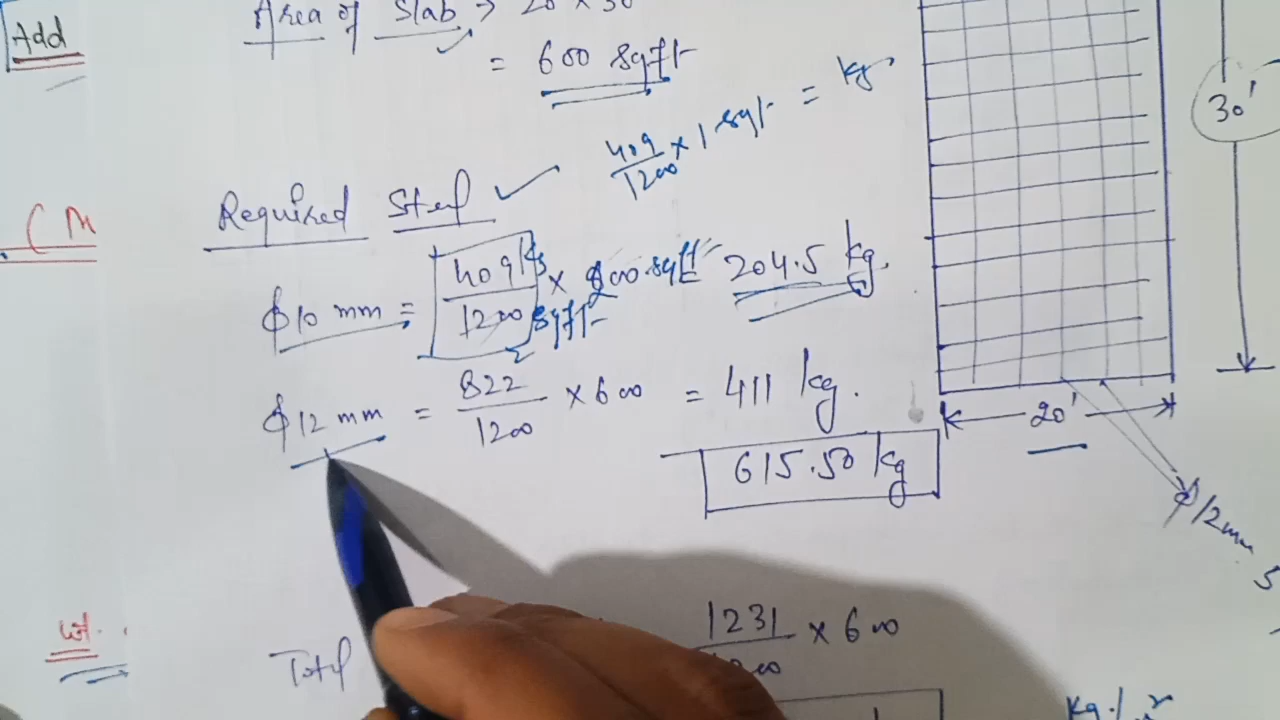 Add
Area of Slab → 20 × 30
= 600 sqft
409/1200 × 1 sqft = kg
30'
(M
Required Steel
ϕ10 mm = 409 kg/1200 sqft × 600 sqft 204.5 kg.
ϕ12 mm = 822/1200 × 600 = 411 kg.
20'
615.50 kg
ϕ12mm
1231
× 600